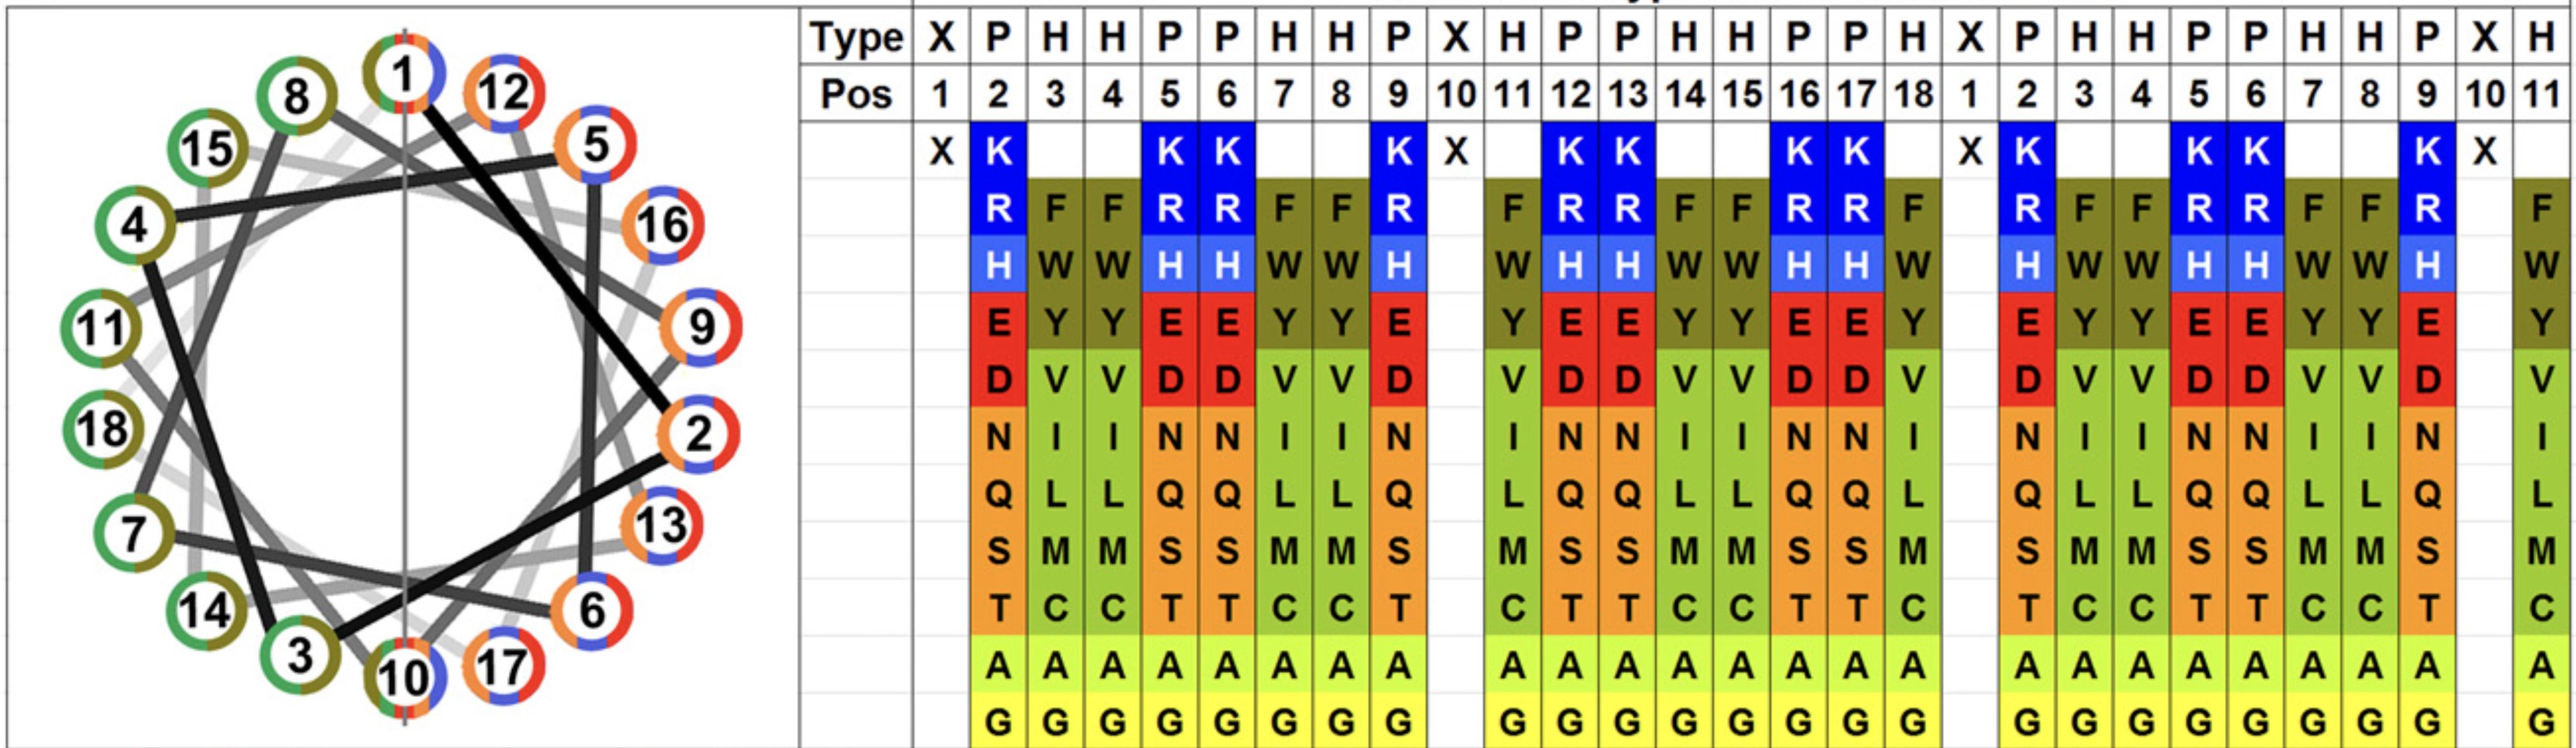 1
12
8
5
15
16
4
9
11
18
2
13
7
14
6
3
17
10
Type X P H H P P H H P X H P P H H P P H X P H H P P H H P X H
Pos 1 2 3 4 5 6 7 8 9 10 11 12 13 14 15 16 17 18 1 2 3 4 5 6 7 8 9 10 11
X K K K K X K K K K X K K K K X
R F F R R F F R F R R F F R R F R F F R R F F R F
H W W H H W W H W H H W W H H W H W W H H W W H W
E Y Y E E Y Y E Y E E Y Y E E Y E Y Y E E Y Y E Y
D V V D D V V D V D D V V D D V D V V D D V V D V
N I I N N I I N I N N I I N N I N I I N N I I N I
Q L L Q Q L L Q L Q Q L L Q Q L Q L L Q Q L L Q L
S M M S S M M S M S S M M S S M S M M S S M M S M
T C C T T C C T C T T C C T T C T C C T T C C T C
A A A A A A A A A A A A A A A A A A A A A A A A A
G G G G G G G G G G G G G G G G G G G G G G G G G